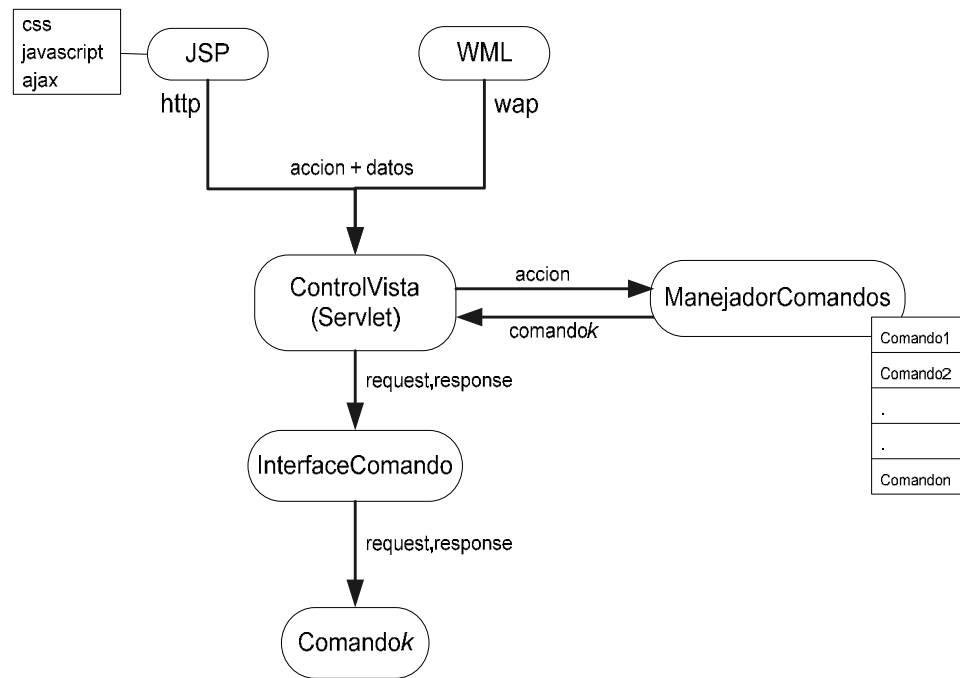 css
javascript
ajax
JSP
WML
http
wap
accion + datos
ControlVista
(Servlet)
accion
ManejadorComandos
comandok
Comando1
Comando2
.
.
Comandon
request,response
InterfaceComando
request,response
Comandok